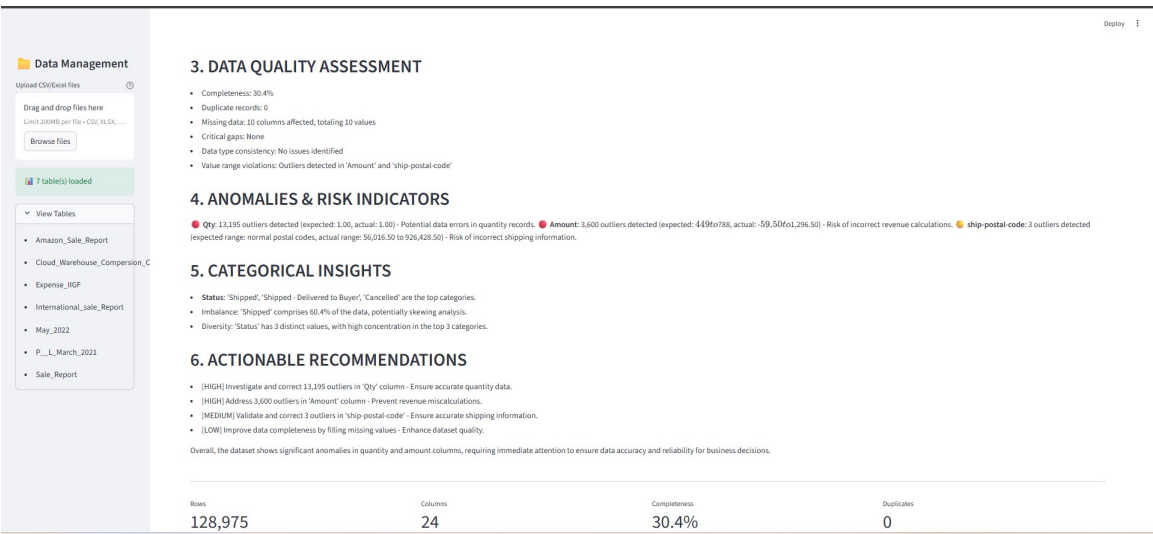 Deploy
Data Management
Upload CSV/Excel files
Drag and drop files here
Limit 200MB per file • CSV, XLSX, ...
Browse files
7 table(s) loaded
View Tables
• Amazon_Sale_Report
• Cloud_Warehouse_Compersion_C
• Expense_IIGF
• International_sale_Report
• May_2022
• P__L_March_2021
• Sale_Report
3. DATA QUALITY ASSESSMENT
• Completeness: 30.4%
• Duplicate records: 0
• Missing data: 10 columns affected, totaling 10 values
• Critical gaps: None
• Data type consistency: No issues identified
• Value range violations: Outliers detected in 'Amount' and 'ship-postal-code'
4. ANOMALIES & RISK INDICATORS
🔴 Qty: 13,195 outliers detected (expected: 1.00, actual: 1.00) - Potential data errors in quantity records. 🔴 Amount: 3,600 outliers detected (expected: 449to788, actual: -59.50to1,296.50) - Risk of incorrect revenue calculations. 🟡 ship-postal-code: 3 outliers detected
(expected range: normal postal codes, actual range: 56,016.50 to 926,428.50) - Risk of incorrect shipping information.
5. CATEGORICAL INSIGHTS
• Status: 'Shipped', 'Shipped - Delivered to Buyer', 'Cancelled' are the top categories.
• Imbalance: 'Shipped' comprises 60.4% of the data, potentially skewing analysis.
• Diversity: 'Status' has 3 distinct values, with high concentration in the top 3 categories.
6. ACTIONABLE RECOMMENDATIONS
• [HIGH] Investigate and correct 13,195 outliers in 'Qty' column - Ensure accurate quantity data.
• [HIGH] Address 3,600 outliers in 'Amount' column - Prevent revenue miscalculations.
• [MEDIUM] Validate and correct 3 outliers in 'ship-postal-code' - Ensure accurate shipping information.
• [LOW] Improve data completeness by filling missing values - Enhance dataset quality.
Overall, the dataset shows significant anomalies in quantity and amount columns, requiring immediate attention to ensure data accuracy and reliability for business decisions.
Rows Columns Completeness Duplicates
128,975 24 30.4% 0